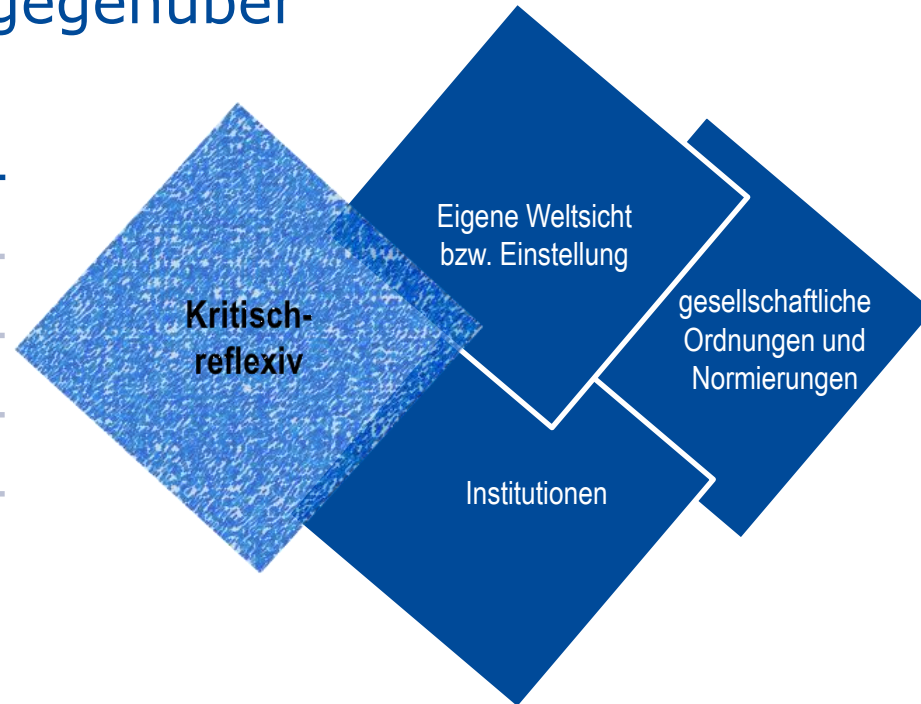 gegenüber
Eigene Weltsicht
bzw. Einstellung
Kritisch-
reflexiv
gesellschaftliche
Ordnungen und
Normierungen
Institutionen